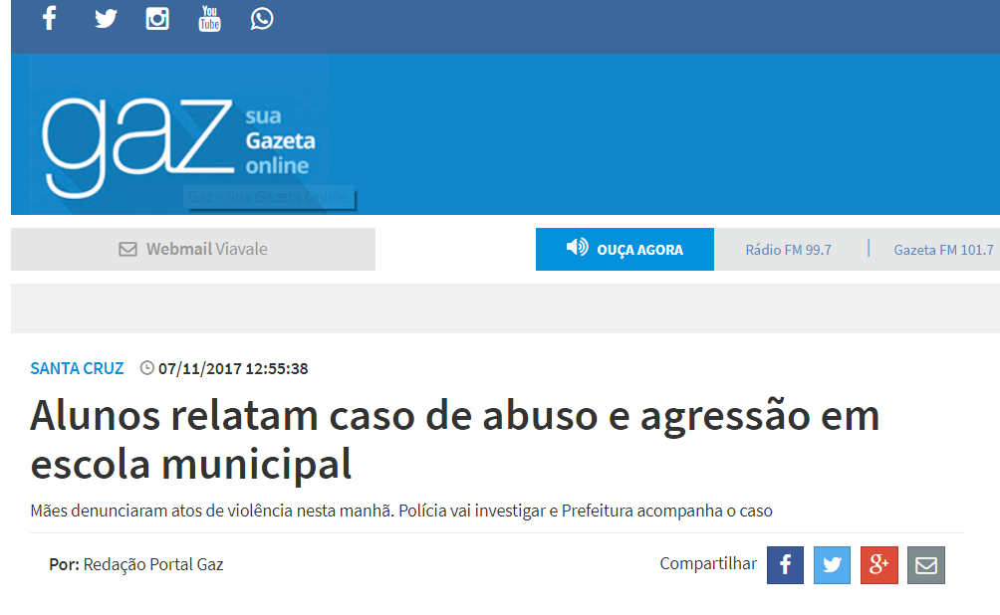 You
Tube
gaz
sua
Gazeta
online
Gaz - Sua Gazeta Online
Webmail Viavale
OUÇA AGORA
Rádio FM 99.7
Gazeta FM 101.7
SANTA CRUZ 07/11/2017 12:55:38
Alunos relatam caso de abuso e agressão em
escola municipal
Mães denunciaram atos de violência nesta manhã. Polícia vai investigar e Prefeitura acompanha o caso
Por: Redação Portal Gaz
Compartilhar